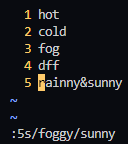 1 hot
2 cold
3 fog
4 dff
5 rainny&sunny
~
~
:5s/foggy/sunny